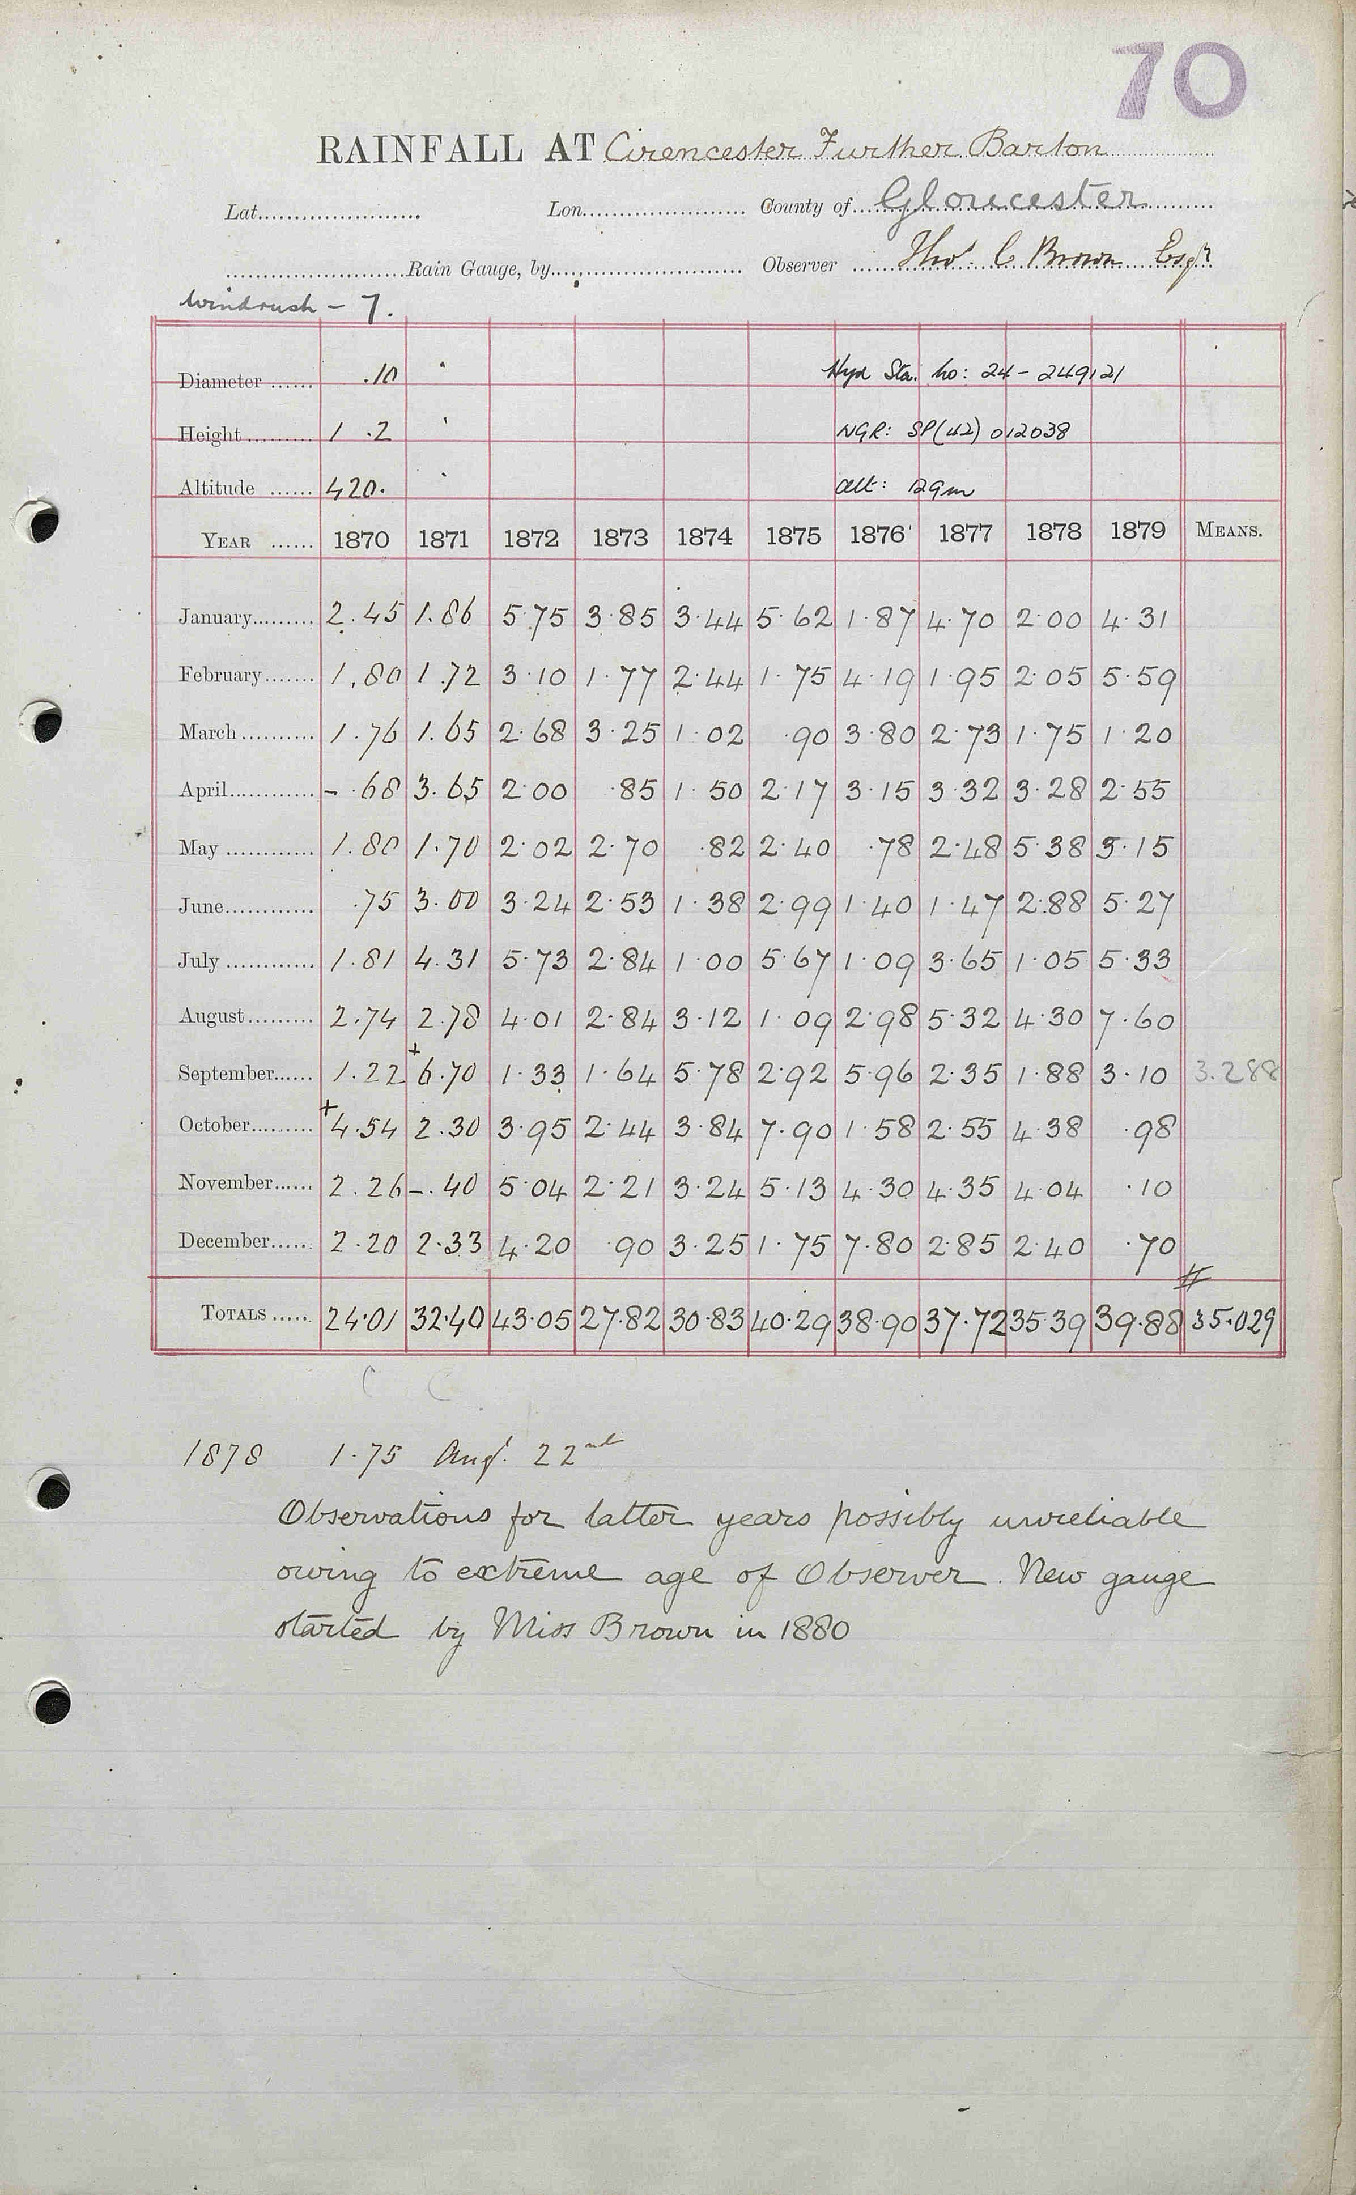 70
RAINFALL AT Cirencester Further Barton
Lat. Lon. County of Gloucester
Rain Gauge, by Observer Thos. C Brown Esqr
Windrush - 7.
Diameter .10 Hyd Sta. No: 24 - 249121
Height 1 .2 NGR: SP(42) 012038
Altitude 420. alt: 129m
YEAR 1870 1871 1872 1873 1874 1875 1876 1877 1878 1879 MEANS.
January 2.45 1.86 5.75 3.85 3.44 5.62 1.87 4.70 2.00 4.31
February 1.80 1.72 3.10 1.77 2.44 1.75 4.19 1.95 2.05 5.59
March 1.76 1.65 2.68 3.25 1.02 .90 3.80 2.73 1.75 1.20
April - .68 3.65 2.00 .85 1.50 2.17 3.15 3.32 3.28 2.55
May 1.80 1.70 2.02 2.70 .82 2.40 .78 2.48 5.38 3.15
June .75 3.00 3.24 2.53 1.38 2.99 1.40 1.47 2.88 5.27
July 1.81 4.31 5.73 2.84 1.00 5.67 1.09 3.65 1.05 5.33
August 2.74 2.78 4.01 2.84 3.12 1.09 2.98 5.32 4.30 7.60
September 1.22 +6.70 1.33 1.64 5.78 2.92 5.96 2.35 1.88 3.10 3.288
October +4.54 2.30 3.95 2.44 3.84 7.90 1.58 2.55 4.38 .98
November 2.26 -.40 5.04 2.21 3.24 5.13 4.30 4.35 4.04 .10
December 2.20 2.33 4.20 .90 3.25 1.75 7.80 2.85 2.40 .70
#
TOTALS 24.01 32.40 43.05 27.82 30.83 40.29 38.90 37.72 35.39 39.88 35.029
C C
1878 1.75 Aug. 22nd
Observations for latter years possibly unreliable
owing to extreme age of Observer. New gauge
started by Miss Brown in 1880